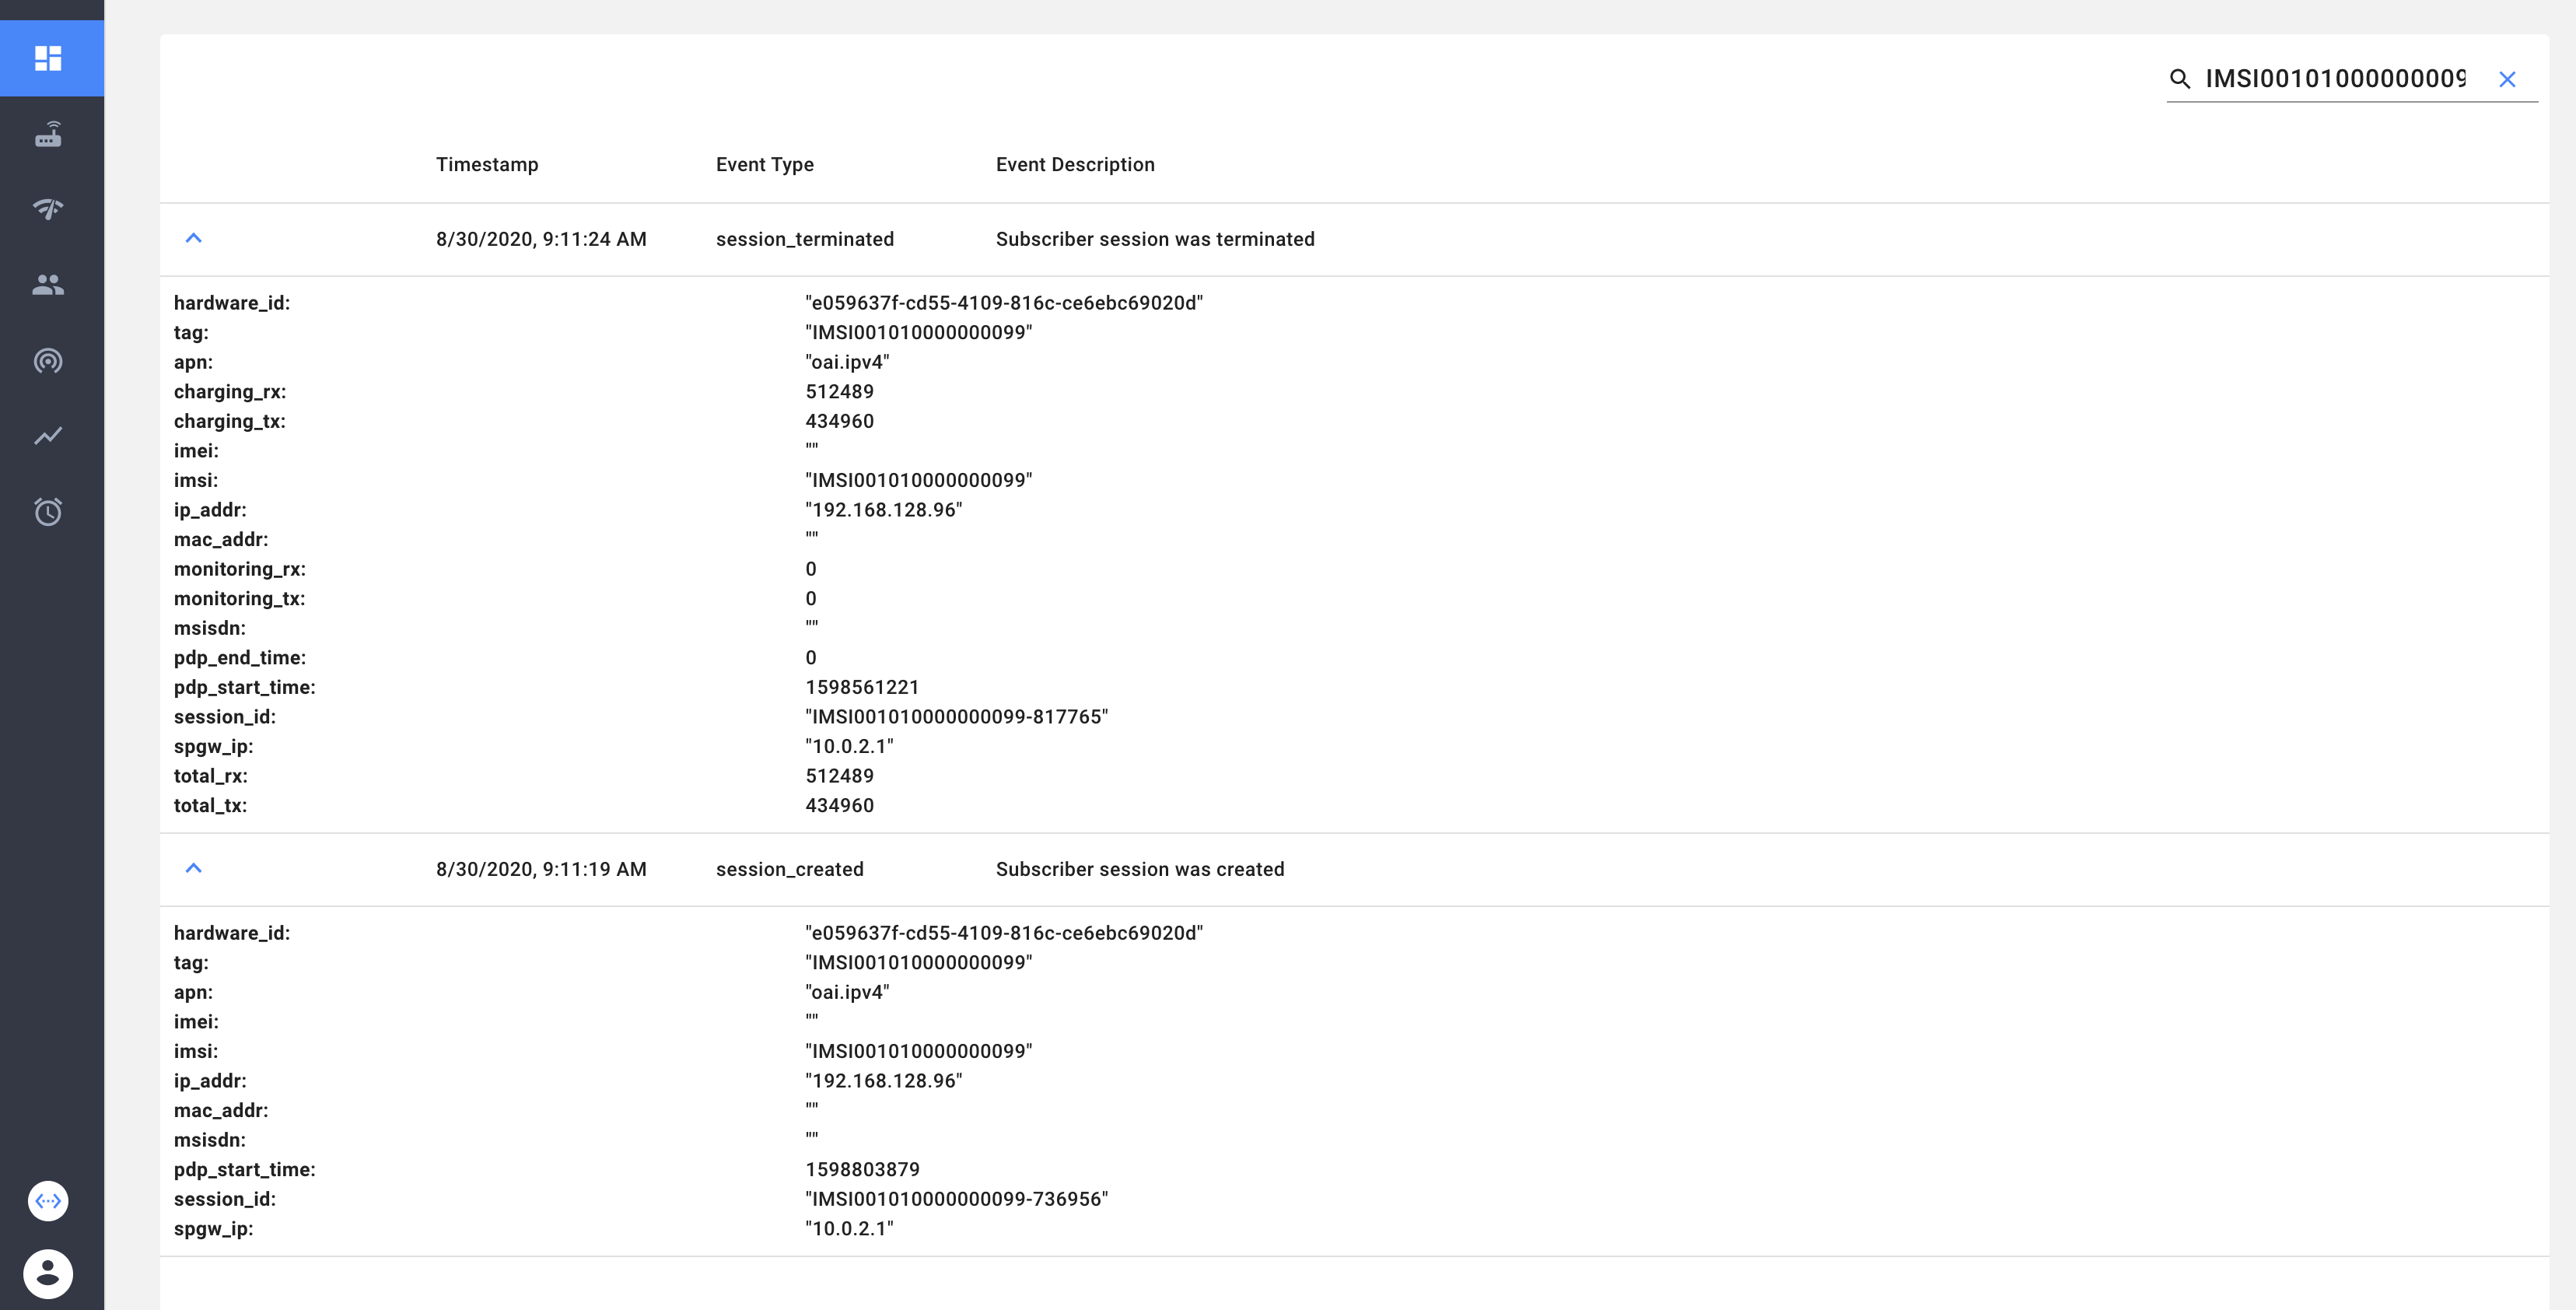 IMSI00101000000009
Timestamp Event Type Event Description
8/30/2020, 9:11:24 AM session_terminated Subscriber session was terminated
hardware_id: "e059637f-cd55-4109-816c-ce6ebc69020d"
tag: "IMSI001010000000099"
apn: "oai.ipv4"
charging_rx: 512489
charging_tx: 434960
imei: ""
imsi: "IMSI001010000000099"
ip_addr: "192.168.128.96"
mac_addr: ""
monitoring_rx: 0
monitoring_tx: 0
msisdn: ""
pdp_end_time: 0
pdp_start_time: 1598561221
session_id: "IMSI001010000000099-817765"
spgw_ip: "10.0.2.1"
total_rx: 512489
total_tx: 434960
8/30/2020, 9:11:19 AM session_created Subscriber session was created
hardware_id: "e059637f-cd55-4109-816c-ce6ebc69020d"
tag: "IMSI001010000000099"
apn: "oai.ipv4"
imei: ""
imsi: "IMSI001010000000099"
ip_addr: "192.168.128.96"
mac_addr: ""
msisdn: ""
pdp_start_time: 1598803879
session_id: "IMSI001010000000099-736956"
spgw_ip: "10.0.2.1"